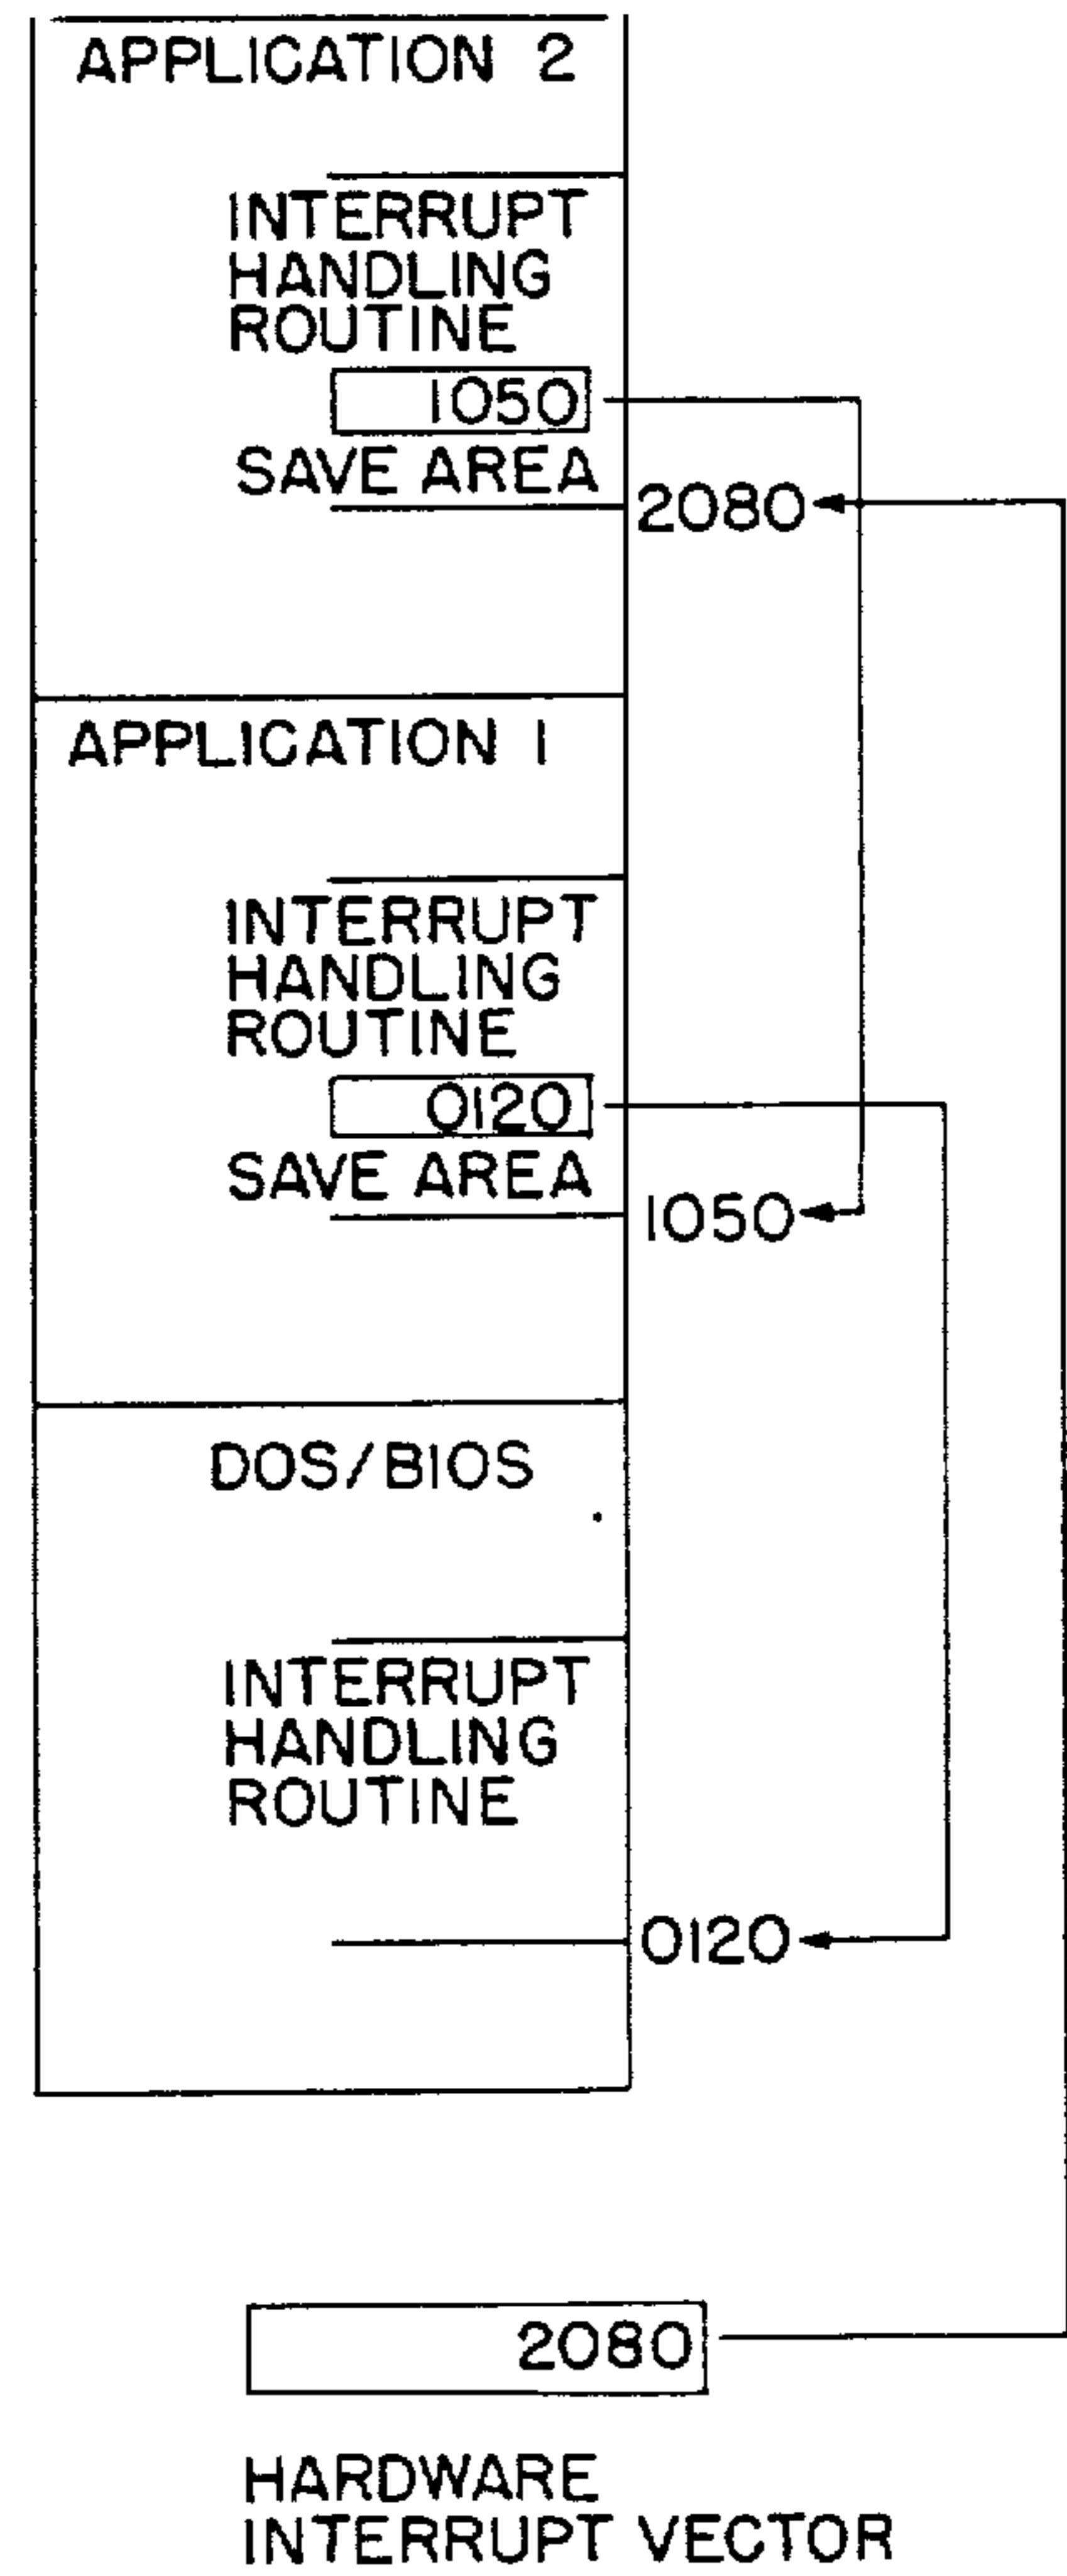 APPLICATION 2
INTERRUPT
HANDLING
ROUTINE
1050
SAVE AREA
2080
APPLICATION 1
INTERRUPT
HANDLING
ROUTINE
0120
SAVE AREA
1050
DOS/BIOS
INTERRUPT
HANDLING
ROUTINE
0120
2080
HARDWARE
INTERRUPT VECTOR